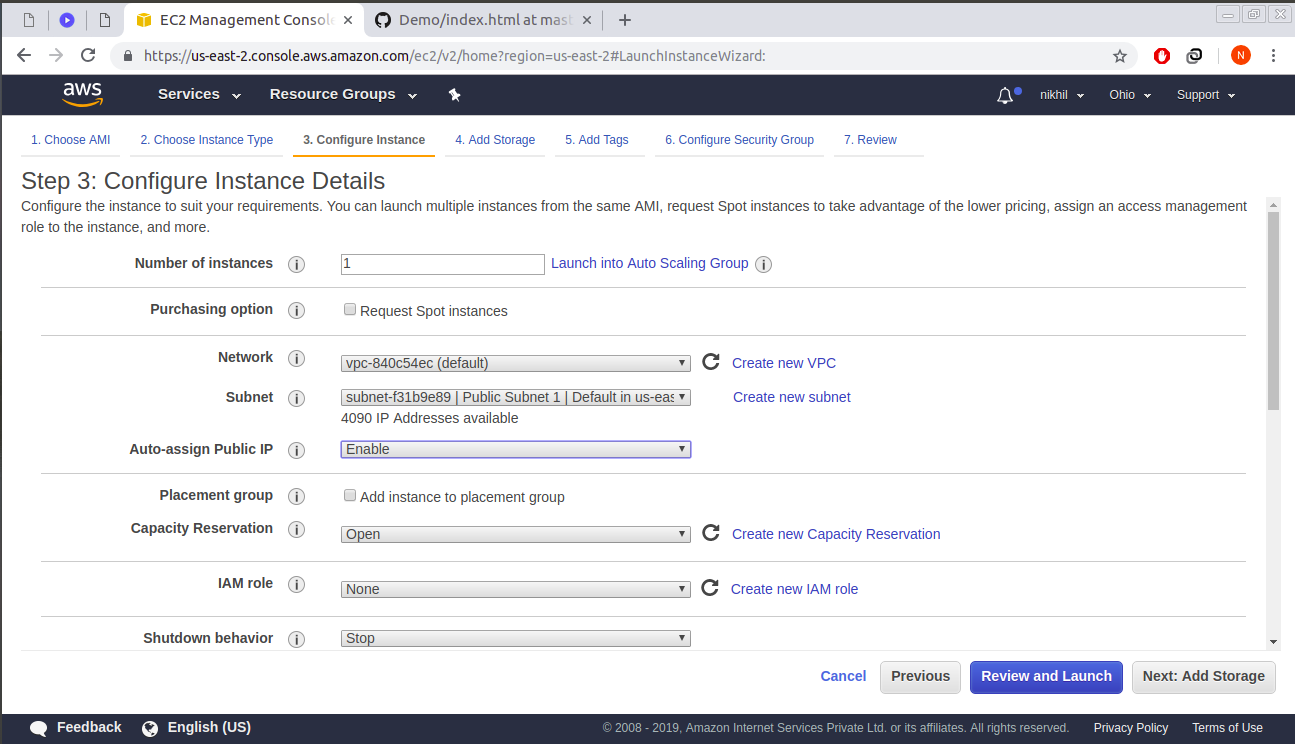 EC2 Management Console
Demo/index.html at mast
https://us-east-2.console.aws.amazon.com/ec2/v2/home?region=us-east-2#LaunchInstanceWizard:
N
aws
Services
Resource Groups
nikhil
Ohio
Support
1. Choose AMI
2. Choose Instance Type
3. Configure Instance
4. Add Storage
5. Add Tags
6. Configure Security Group
7. Review
Step 3: Configure Instance Details
Configure the instance to suit your requirements. You can launch multiple instances from the same AMI, request Spot instances to take advantage of the lower pricing, assign an access management
role to the instance, and more.
Number of instances
1
Launch into Auto Scaling Group
Purchasing option
Request Spot instances
Network
vpc-840c54ec (default)
Create new VPC
Subnet
subnet-f31b9e89 | Public Subnet 1 | Default in us-eas
Create new subnet
4090 IP Addresses available
Auto-assign Public IP
Enable
Placement group
Add instance to placement group
Capacity Reservation
Open
Create new Capacity Reservation
IAM role
None
Create new IAM role
Shutdown behavior
Stop
Cancel
Previous
Review and Launch
Next: Add Storage
Feedback
English (US)
© 2008 - 2019, Amazon Internet Services Private Ltd. or its affiliates. All rights reserved.
Privacy Policy
Terms of Use